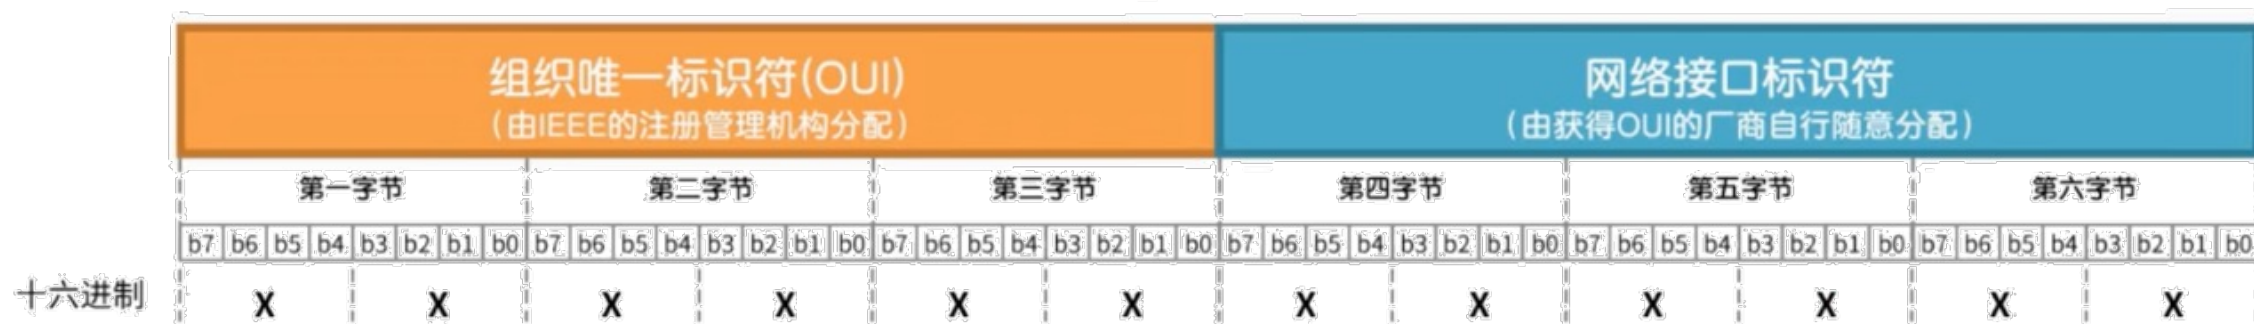 组织唯一标识符(OUI)
(由IEEE的注册管理机构分配)
网络接口标识符
(由获得OUI的厂商自行随意分配)
第一字节 第二字节 第三字节 第四字节 第五字节 第六字节
b7 b6 b5 b4 b3 b2 b1 b0 b7 b6 b5 b4 b3 b2 b1 b0 b7 b6 b5 b4 b3 b2 b1 b0 b7 b6 b5 b4 b3 b2 b1 b0 b7 b6 b5 b4 b3 b2 b1 b0 b7 b6 b5 b4 b3 b2 b1 b0
十六进制 X X X X X X X X X X X X